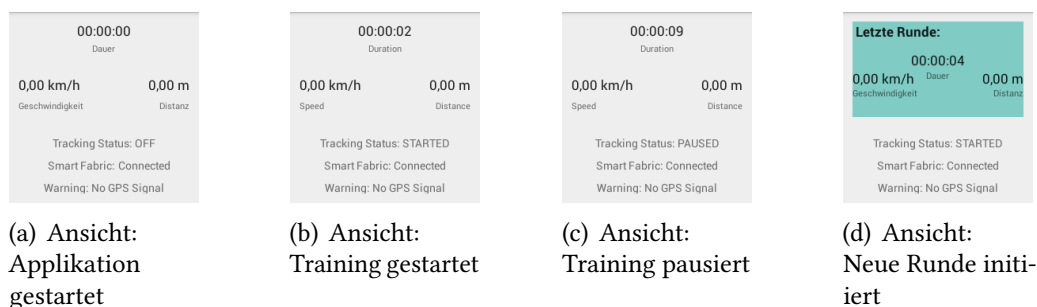 00:00:00
Dauer
0,00 km/h 0,00 m
Geschwindigkeit Distanz
Tracking Status: OFF
Smart Fabric: Connected
Warning: No GPS Signal
(a) Ansicht:
Applikation
gestartet
00:00:02
Duration
0,00 km/h 0,00 m
Speed Distance
Tracking Status: STARTED
Smart Fabric: Connected
Warning: No GPS Signal
(b) Ansicht:
Training gestartet
00:00:09
Duration
0,00 km/h 0,00 m
Speed Distance
Tracking Status: PAUSED
Smart Fabric: Connected
Warning: No GPS Signal
(c) Ansicht:
Training pausiert
Letzte Runde:
00:00:04
0,00 km/h Dauer 0,00 m
Geschwindigkeit Distanz
Tracking Status: STARTED
Smart Fabric: Connected
Warning: No GPS Signal
(d) Ansicht:
Neue Runde initi-
iert